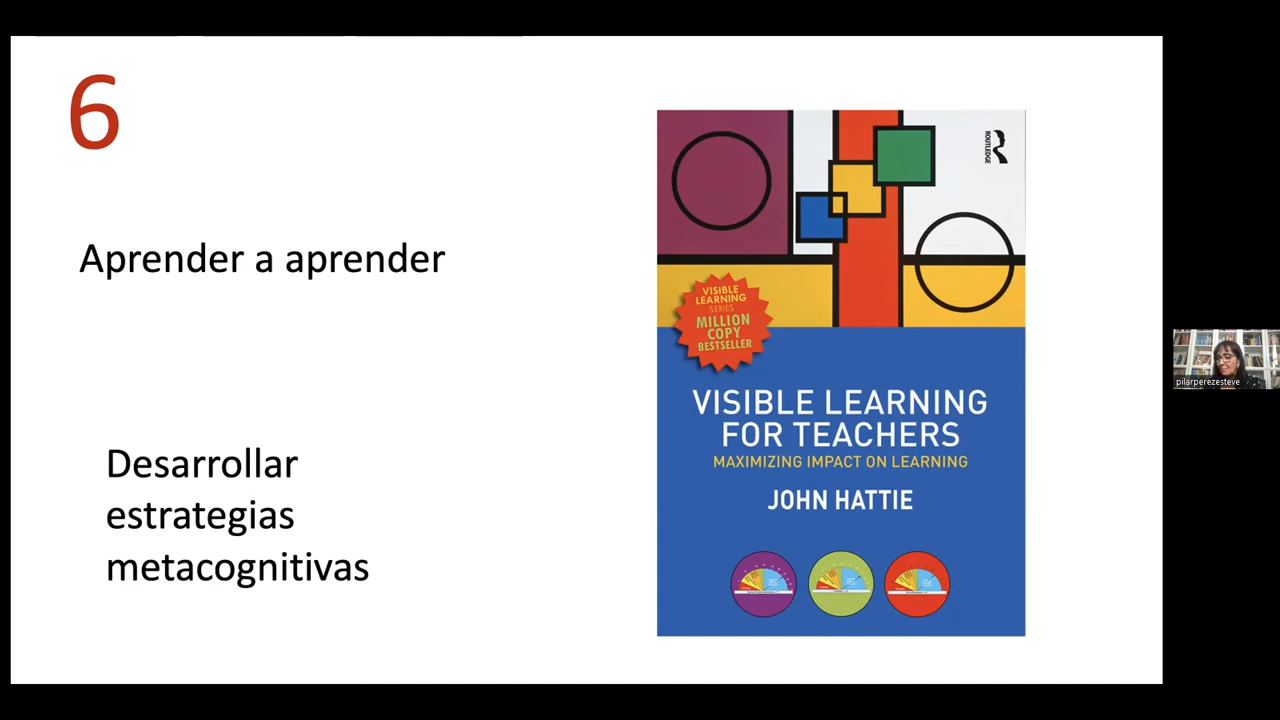 6
Aprender a aprender
Desarrollar
estrategias
metacognitivas
ROUTLEDGE
VISIBLE
LEARNING
SERIES
MILLION
COPY
BESTSELLER
VISIBLE LEARNING
FOR TEACHERS
MAXIMIZING IMPACT ON LEARNING
JOHN HATTIE
pilarperezesteve